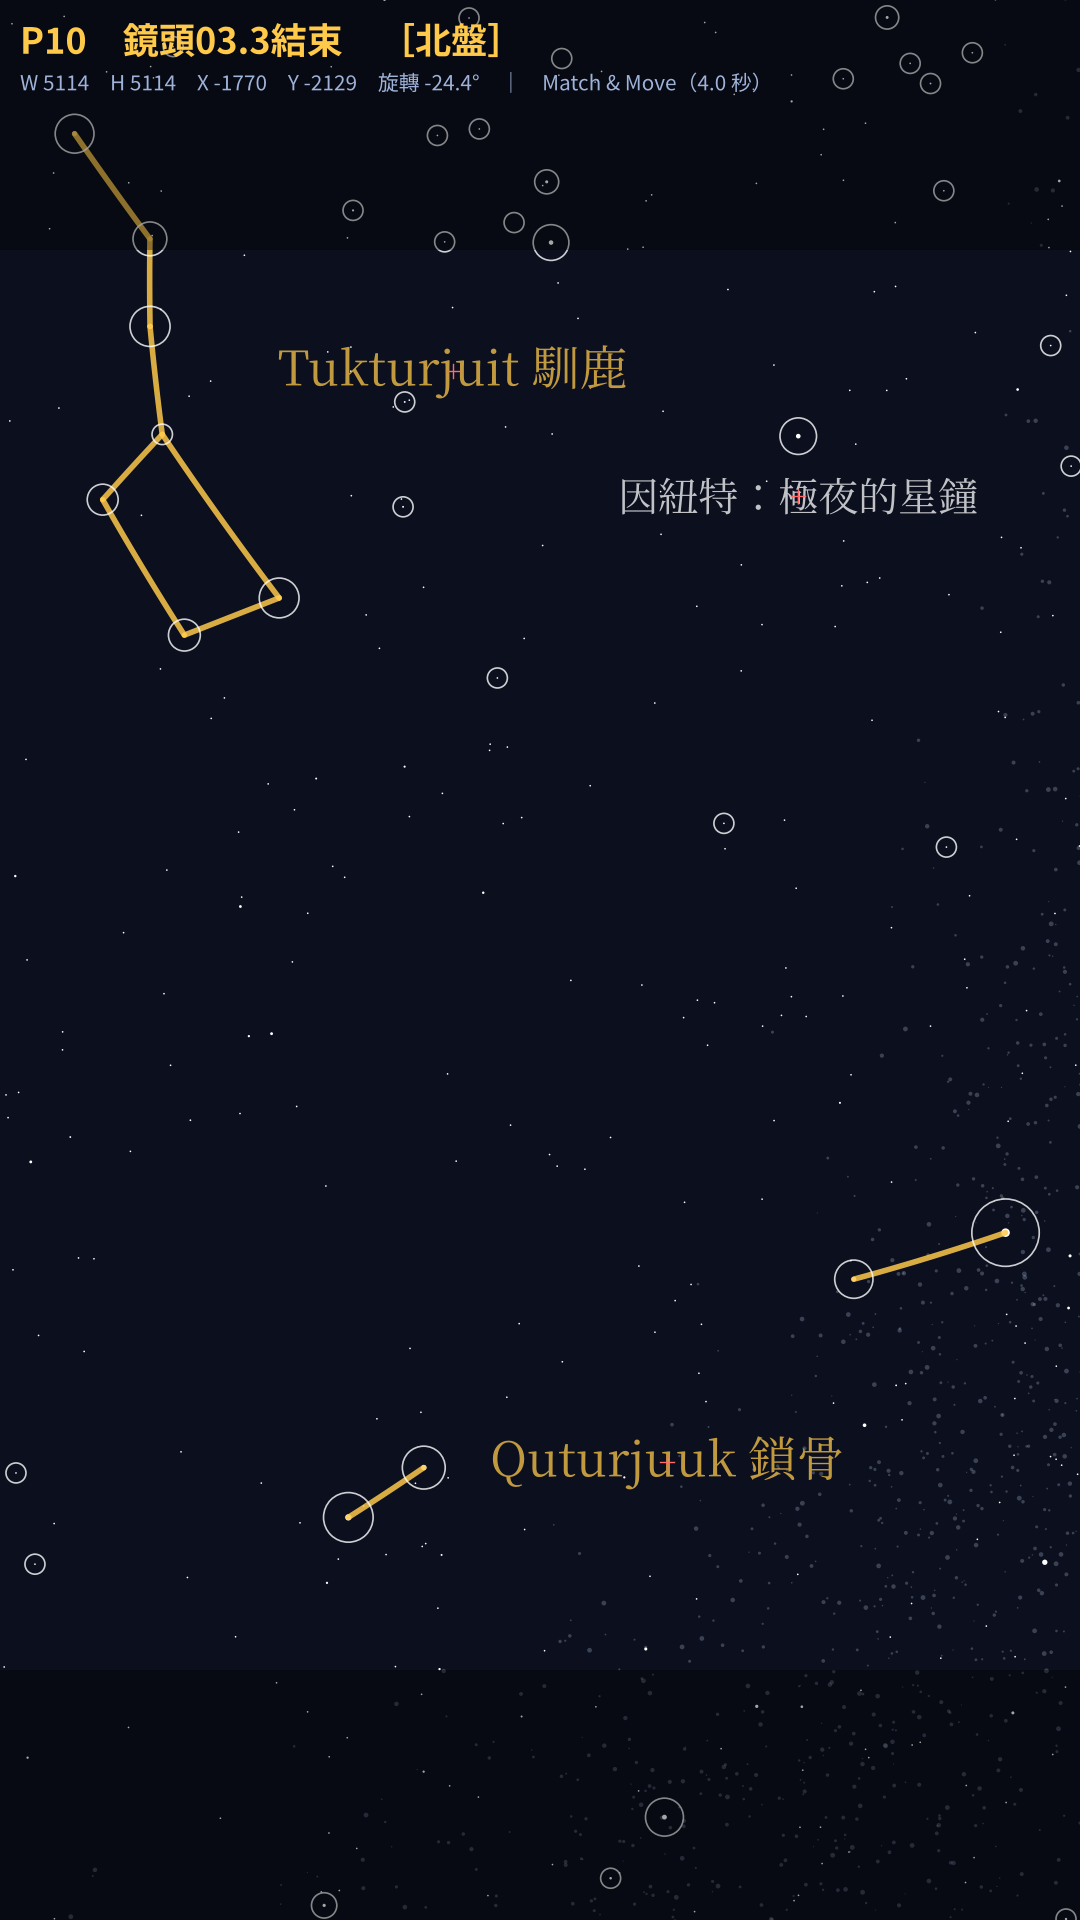 P10 鏡頭03.3結束 ［北盤］
W 5114 H 5114 X -1770 Y -2129 旋轉 -24.4° ｜ Match & Move（4.0 秒）
Tukturjuit 馴鹿
因紐特：極夜的星鐘
Quturjuuk 鎖骨